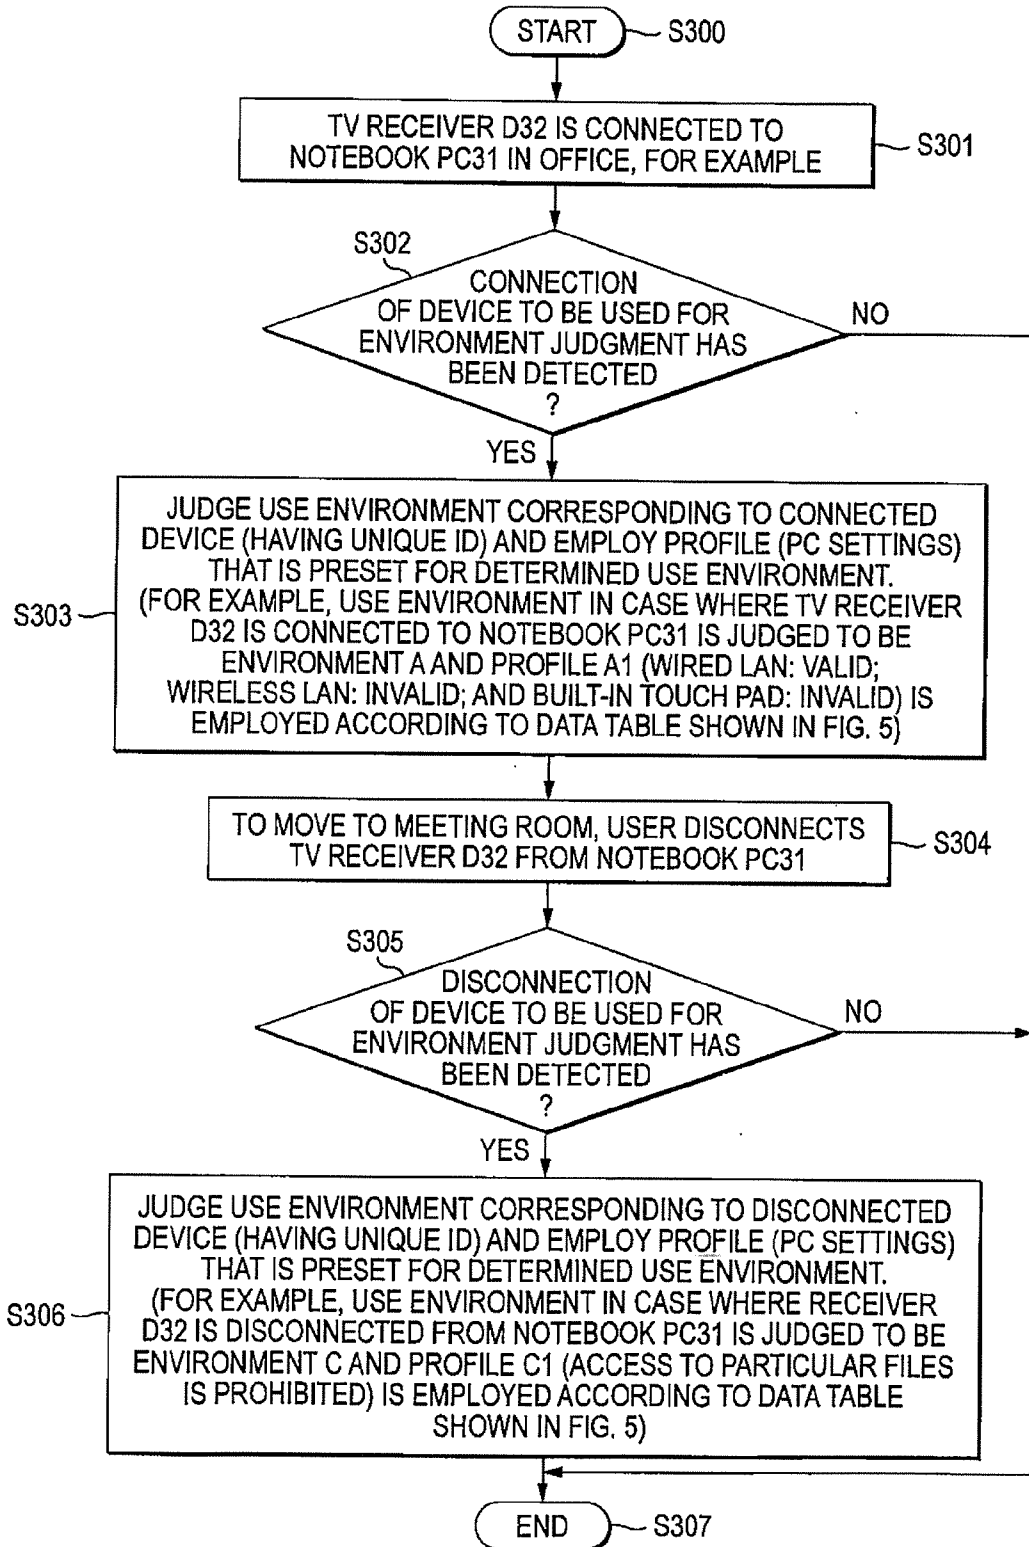 START
S300
TV RECEIVER D32 IS CONNECTED TO
NOTEBOOK PC31 IN OFFICE, FOR EXAMPLE
S301
S302
CONNECTION
OF DEVICE TO BE USED FOR
ENVIRONMENT JUDGMENT HAS
BEEN DETECTED
?
NO
YES
JUDGE USE ENVIRONMENT CORRESPONDING TO CONNECTED
DEVICE (HAVING UNIQUE ID) AND EMPLOY PROFILE (PC SETTINGS)
THAT IS PRESET FOR DETERMINED USE ENVIRONMENT.
(FOR EXAMPLE, USE ENVIRONMENT IN CASE WHERE TV RECEIVER
D32 IS CONNECTED TO NOTEBOOK PC31 IS JUDGED TO BE
ENVIRONMENT A AND PROFILE A1 (WIRED LAN: VALID;
WIRELESS LAN: INVALID; AND BUILT-IN TOUCH PAD: INVALID) IS
EMPLOYED ACCORDING TO DATA TABLE SHOWN IN FIG. 5)
S303
TO MOVE TO MEETING ROOM, USER DISCONNECTS
TV RECEIVER D32 FROM NOTEBOOK PC31
S304
S305
DISCONNECTION
OF DEVICE TO BE USED FOR
ENVIRONMENT JUDGMENT HAS
BEEN DETECTED
?
NO
YES
JUDGE USE ENVIRONMENT CORRESPONDING TO DISCONNECTED
DEVICE (HAVING UNIQUE ID) AND EMPLOY PROFILE (PC SETTINGS)
THAT IS PRESET FOR DETERMINED USE ENVIRONMENT.
(FOR EXAMPLE, USE ENVIRONMENT IN CASE WHERE RECEIVER
D32 IS DISCONNECTED FROM NOTEBOOK PC31 IS JUDGED TO BE
ENVIRONMENT C AND PROFILE C1 (ACCESS TO PARTICULAR FILES
IS PROHIBITED) IS EMPLOYED ACCORDING TO DATA TABLE
SHOWN IN FIG. 5)
S306
END
S307